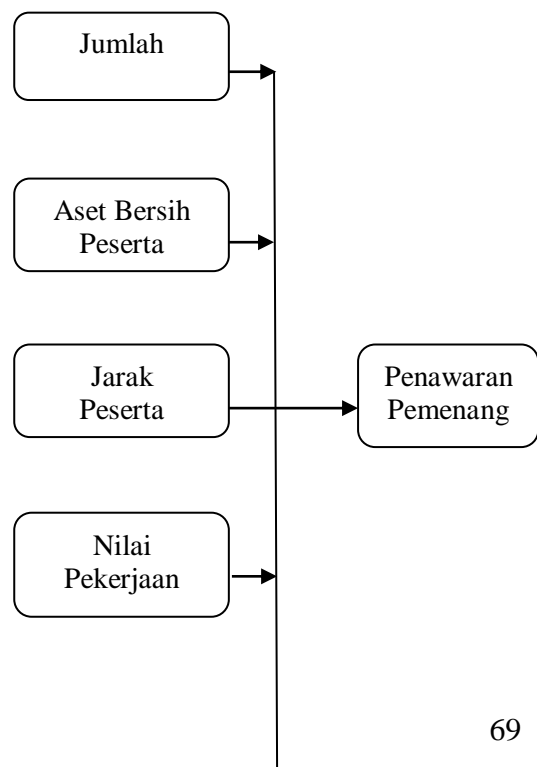 Jumlah
Aset Bersih
Peserta
Jarak
Peserta
Penawaran
Pemenang
Nilai
Pekerjaan
69